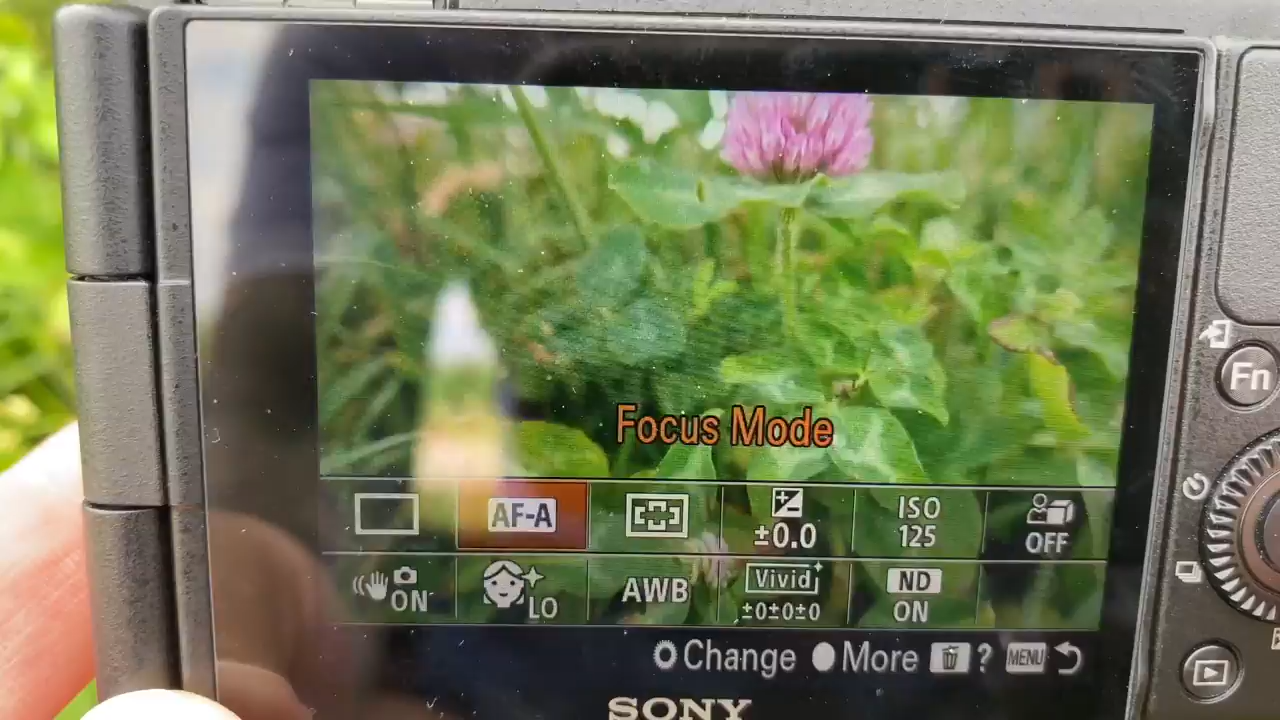 Fn
Focus Mode
AF-A ±0.0 ISO 125 OFF
ON LO AWB Vivid ±0±0±0 ND ON
Change More ? MENU
SONY